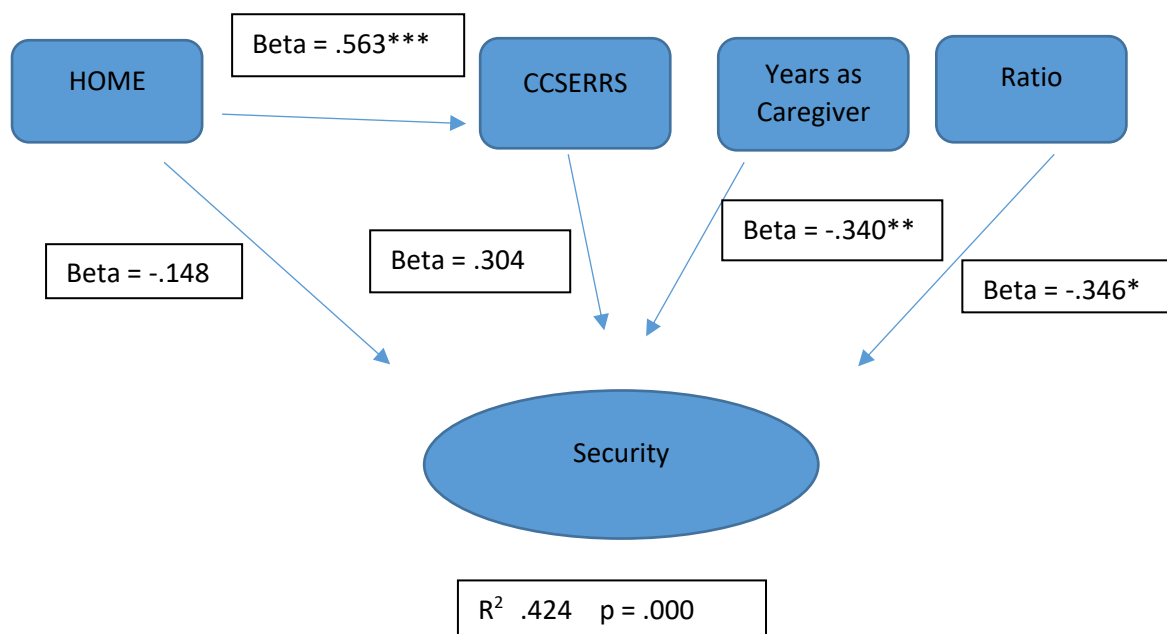 Beta = .563***
HOME
CCSERRS
Years as
Caregiver
Ratio
Beta = -.148
Beta = .304
Beta = -.340**
Beta = -.346*
Security
R² .424 p = .000